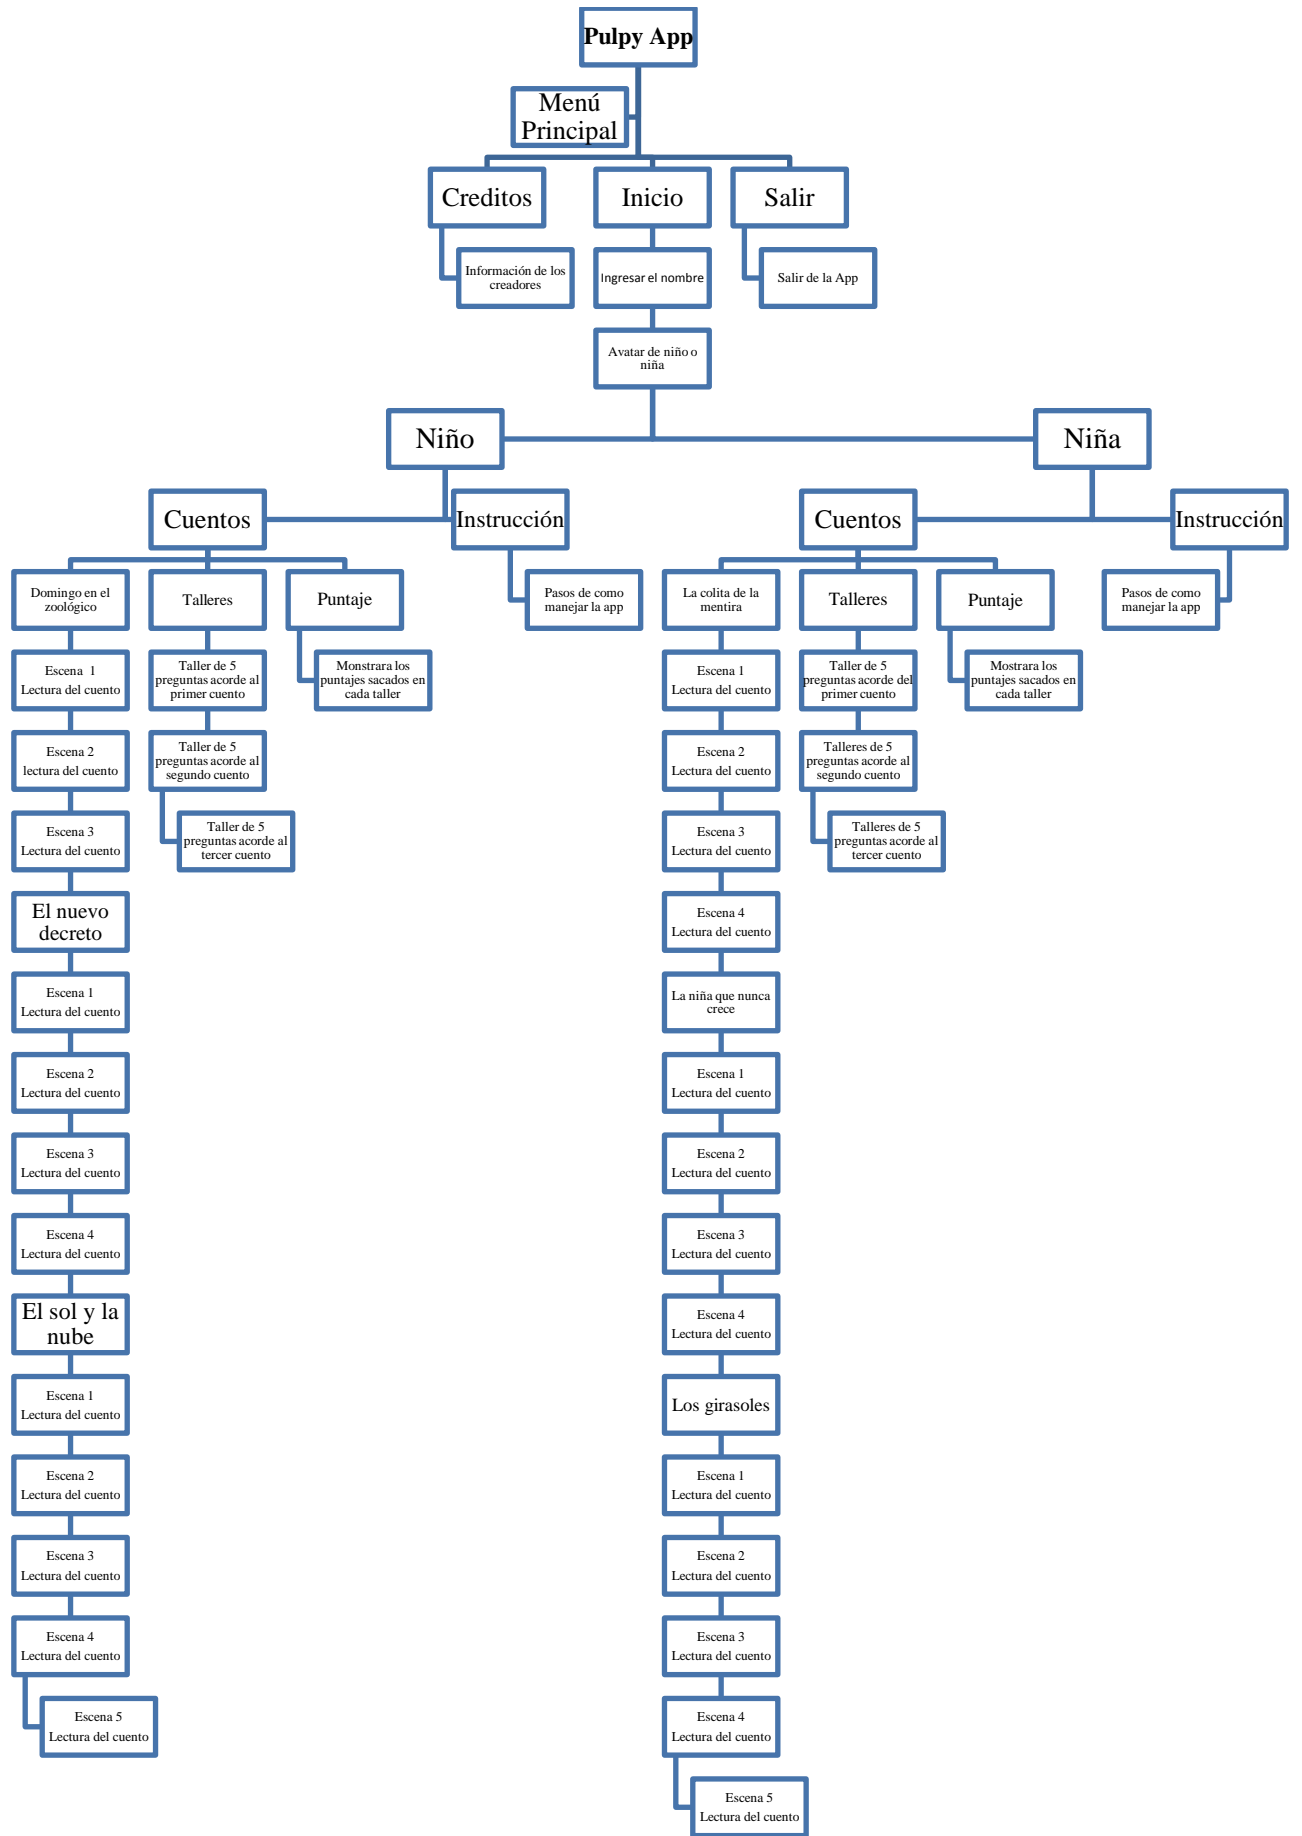 Pulpy App
Menú
Principal
Creditos
Inicio
Salir
Información de los
creadores
Ingresar el nombre
Salir de la App
Avatar de niño o
niña
Niño
Niña
Cuentos
Instrucción
Cuentos
Instrucción
Domingo en el
zoológico
Talleres
Puntaje
Pasos de como
manejar la app
La colita de la
mentira
Talleres
Puntaje
Pasos de como
manejar la app
Escena  1
Lectura del cuento
Taller de 5
preguntas acorde al
primer cuento
Monstrara los
puntajes sacados en
cada taller
Escena 1
Lectura del cuento
Taller de 5
preguntas acorde del
primer cuento
Mostrara los
puntajes sacados en
cada taller
Escena 2
lectura del cuento
Taller de 5
preguntas acorde al
segundo cuento
Escena 2
Lectura del cuento
Talleres de 5
preguntas acorde al
segundo cuento
Escena 3
Lectura del cuento
Taller de 5
preguntas acorde al
tercer cuento
Escena 3
Lectura del cuento
Talleres de 5
preguntas acorde al
tercer cuento
El nuevo
decreto
Escena 4
Lectura del cuento
Escena 1
Lectura del cuento
La niña que nunca
crece
Escena 2
Lectura del cuento
Escena 1
Lectura del cuento
Escena 3
Lectura del cuento
Escena 2
Lectura del cuento
Escena 4
Lectura del cuento
Escena 3
Lectura del cuento
El sol y la
nube
Escena 4
Lectura del cuento
Escena 1
Lectura del cuento
Los girasoles
Escena 2
Lectura del cuento
Escena 1
Lectura del cuento
Escena 3
Lectura del cuento
Escena 2
Lectura del cuento
Escena 4
Lectura del cuento
Escena 3
Lectura del cuento
Escena 5
Lectura del cuento
Escena 4
Lectura del cuento
Escena 5
Lectura del cuento